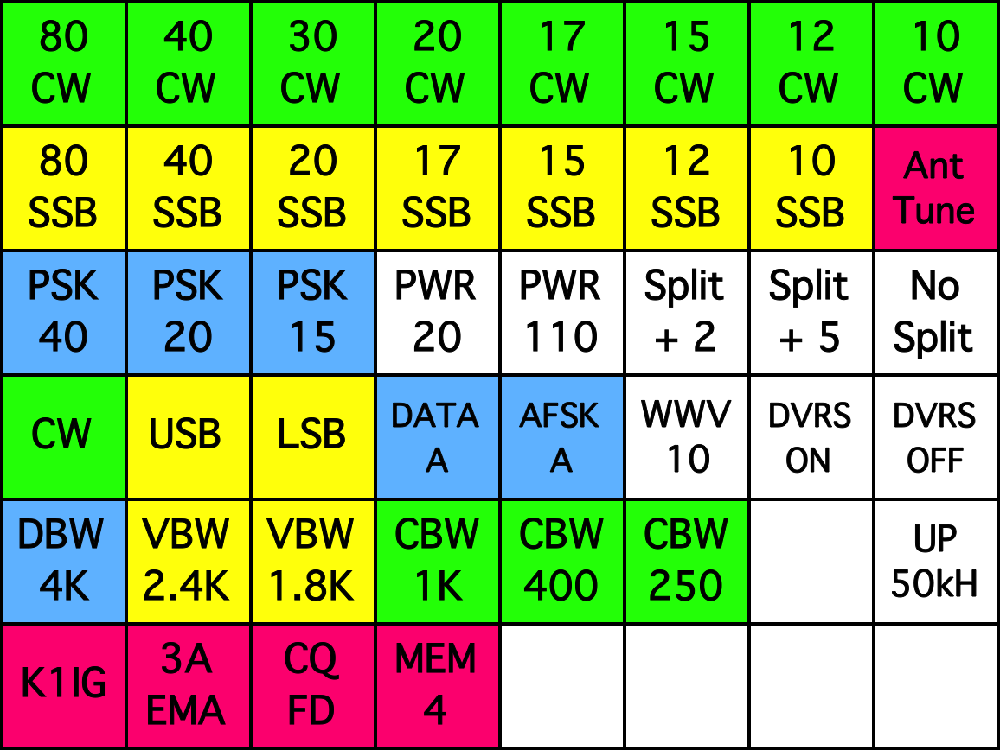 80 40 30 20 17 15 12 10
CW CW CW CW CW CW CW CW
80 40 20 17 15 12 10 Ant
SSB SSB SSB SSB SSB SSB SSB Tune
PSK PSK PSK PWR PWR Split Split No
40 20 15 20 110 + 2 + 5 Split
CW USB LSB DATA AFSK WWV DVRS DVRS
A A 10 ON OFF
DBW VBW VBW CBW CBW CBW UP
4K 2.4K 1.8K 1K 400 250 50kH
K1IG 3A CQ MEM
EMA FD 4